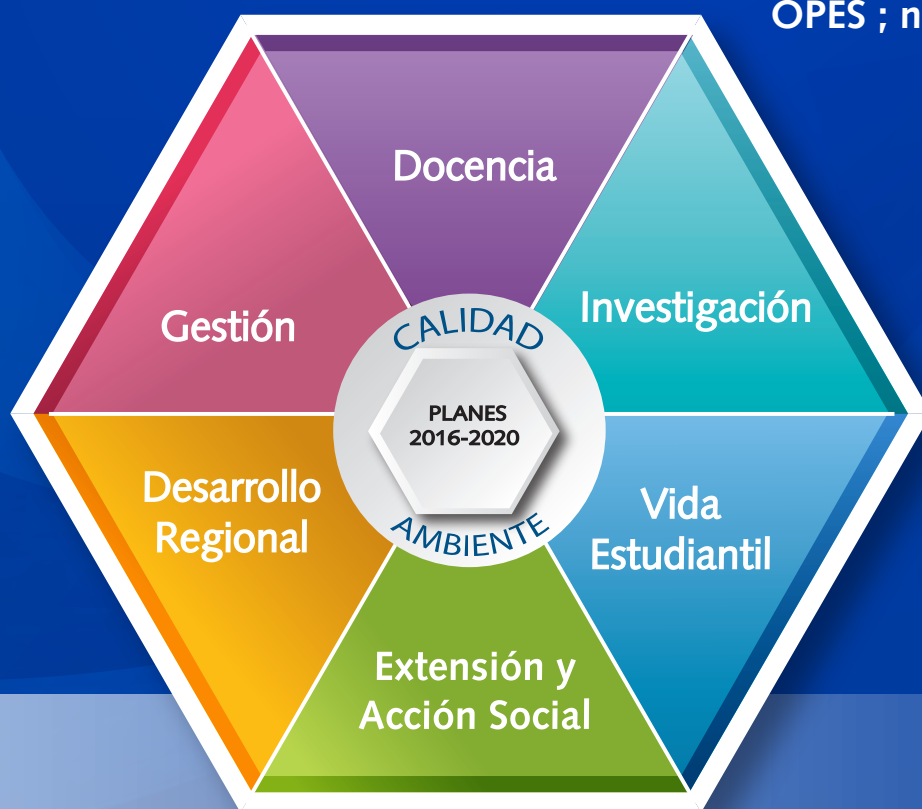 OPES ; n
Docencia
Investigación
Gestión
CALIDAD
PLANES
2016-2020
AMBIENTE
Desarrollo
Regional
Vida
Estudiantil
Extensión y
Acción Social